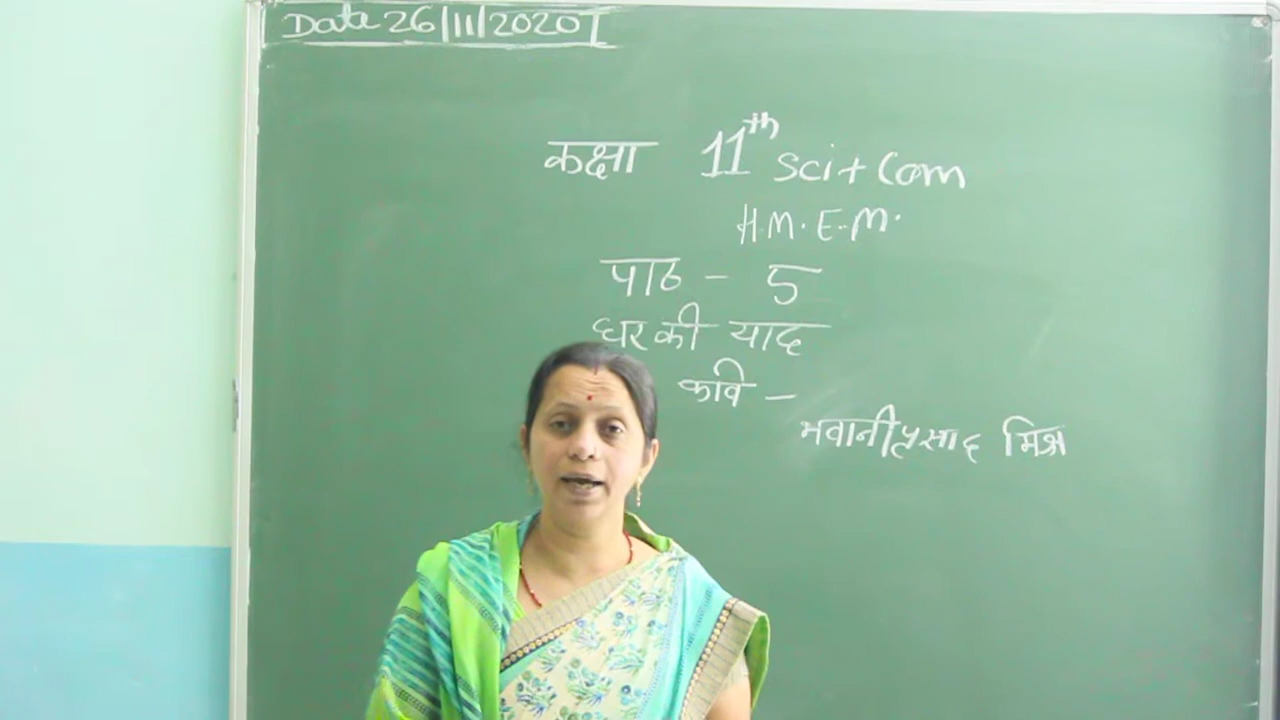 Date 26/11/2020
कक्षा 11th Sci + Com
H.M. E.M.
पाठ - 5
घर की याद
कवि -
भवानीप्रसाद मिश्र